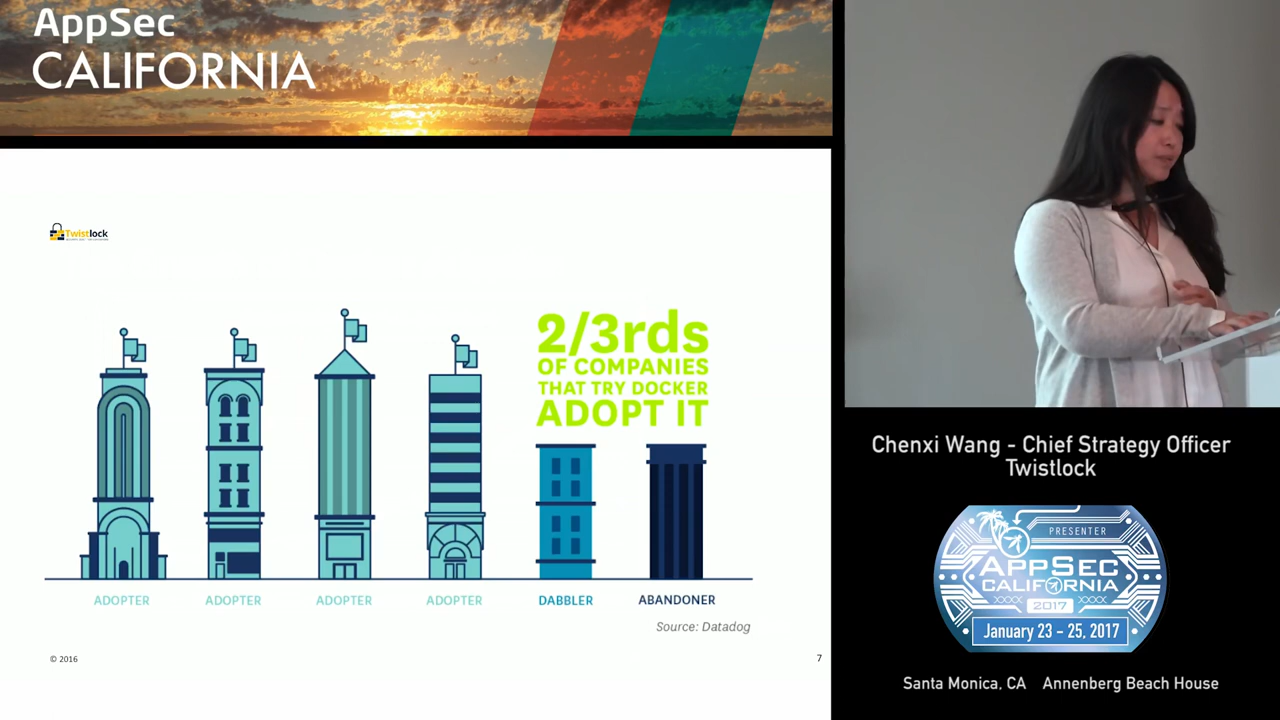 AppSec
CALIFORNIA
Twistlock
2/3rds
OF COMPANIES
THAT TRY DOCKER
ADOPT IT
ADOPTER
ADOPTER
ADOPTER
ADOPTER
DABBLER
ABANDONER
Source: Datadog
© 2016
7
Chenxi Wang - Chief Strategy Officer
Twistlock
PRESENTER
APPSEC
CALIFORNIA
2017
January 23 - 25, 2017
Santa Monica, CA Annenberg Beach House